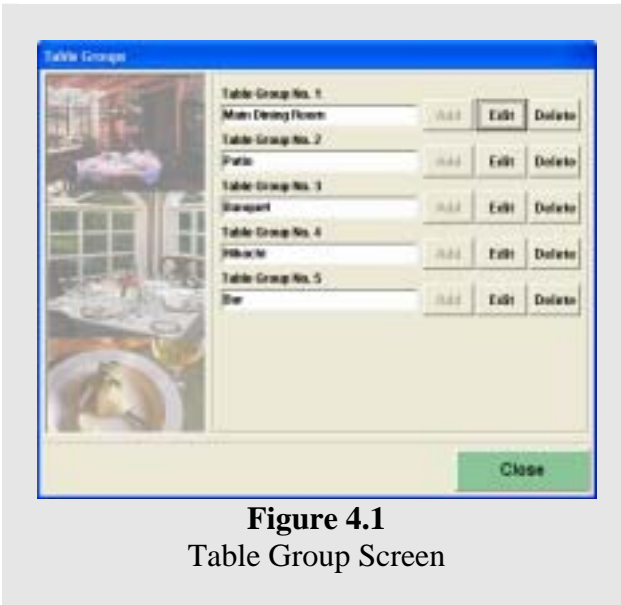 Table Groups
Table Group No. 1
Main Dining Room Add Edit Delete
Table Group No. 2
Patio Add Edit Delete
Table Group No. 3
Banquet Add Edit Delete
Table Group No. 4
Hibachi Add Edit Delete
Table Group No. 5
Bar Add Edit Delete
Close
Figure 4.1
Table Group Screen